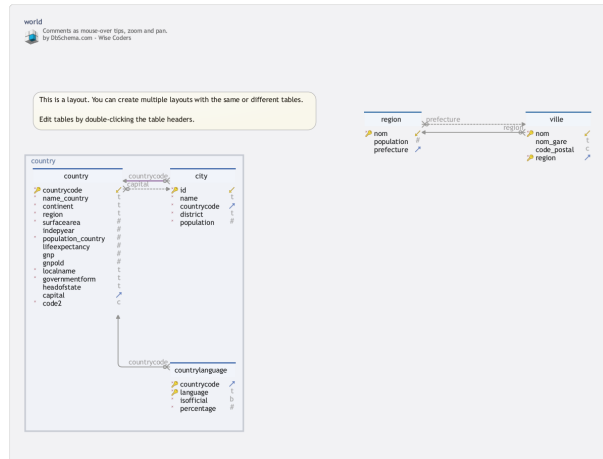 world
Comments as mouse-over tips, zoom and pan.
by DbSchema.com - Wise Coders
This is a layout. You can create multiple layouts with the same or different tables.
Edit tables by double-clicking the table headers.
region
prefecture
region
ville
nom
population #
prefecture
nom
nom_gare t
code_postal c
region
country
country
countrycode
capital
city
countrycode
* name_country t
* continent t
* region t
* surfacearea #
indepyear #
* population_country #
lifeexpectancy #
gnp #
gnpold #
* localname t
* governmentform t
headofstate t
capital
* code2 c
id
* name t
* countrycode
* district t
* population #
countrycode
countrylanguage
countrycode
language t
* isofficial b
* percentage #